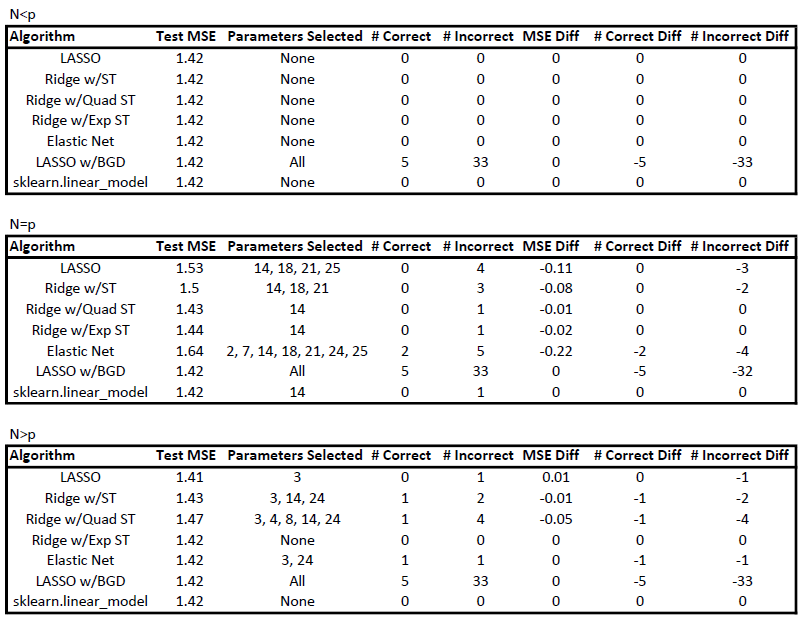 N<p
Algorithm Test MSE Parameters Selected # Correct # Incorrect MSE Diff # Correct Diff # Incorrect Diff
LASSO 1.42 None 0 0 0 0 0
Ridge w/ST 1.42 None 0 0 0 0 0
Ridge w/Quad ST 1.42 None 0 0 0 0 0
Ridge w/Exp ST 1.42 None 0 0 0 0 0
Elastic Net 1.42 None 0 0 0 0 0
LASSO w/BGD 1.42 All 5 33 0 -5 -33
sklearn.linear_model 1.42 None 0 0 0 0 0
N=p
Algorithm Test MSE Parameters Selected # Correct # Incorrect MSE Diff # Correct Diff # Incorrect Diff
LASSO 1.53 14, 18, 21, 25 0 4 -0.11 0 -3
Ridge w/ST 1.5 14, 18, 21 0 3 -0.08 0 -2
Ridge w/Quad ST 1.43 14 0 1 -0.01 0 0
Ridge w/Exp ST 1.44 14 0 1 -0.02 0 0
Elastic Net 1.64 2, 7, 14, 18, 21, 24, 25 2 5 -0.22 -2 -4
LASSO w/BGD 1.42 All 5 33 0 -5 -32
sklearn.linear_model 1.42 14 0 1 0 0 0
N>p
Algorithm Test MSE Parameters Selected # Correct # Incorrect MSE Diff # Correct Diff # Incorrect Diff
LASSO 1.41 3 0 1 0.01 0 -1
Ridge w/ST 1.43 3, 14, 24 1 2 -0.01 -1 -2
Ridge w/Quad ST 1.47 3, 4, 8, 14, 24 1 4 -0.05 -1 -4
Ridge w/Exp ST 1.42 None 0 0 0 0 0
Elastic Net 1.42 3, 24 1 1 0 -1 -1
LASSO w/BGD 1.42 All 5 33 0 -5 -33
sklearn.linear_model 1.42 None 0 0 0 0 0